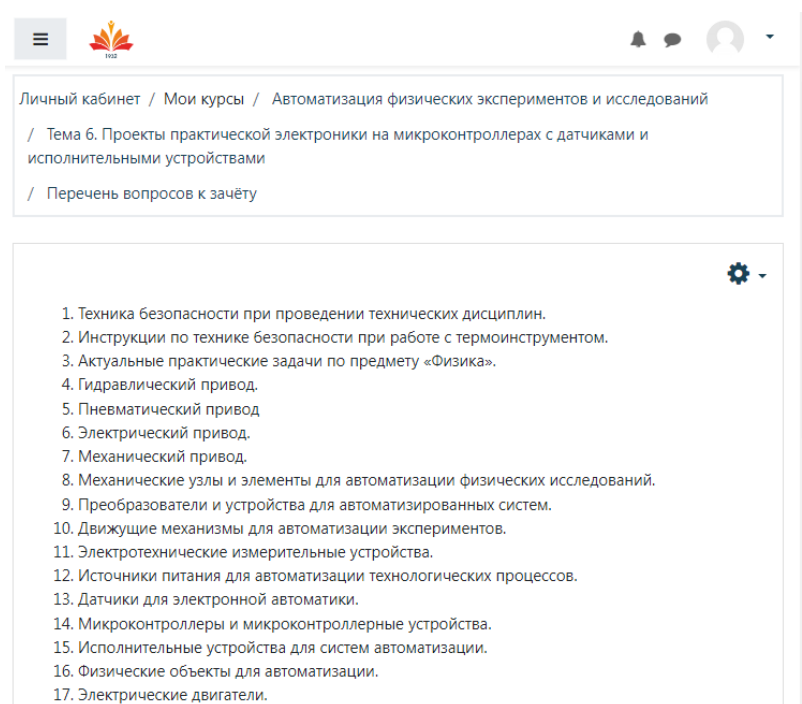 1912
Личный кабинет / Мои курсы / Автоматизация физических экспериментов и исследований
/ Тема 6. Проекты практической электроники на микроконтроллерах с датчиками и
исполнительными устройствами
/ Перечень вопросов к зачёту
1. Техника безопасности при проведении технических дисциплин.
2. Инструкции по технике безопасности при работе с термоинструментом.
3. Актуальные практические задачи по предмету «Физика».
4. Гидравлический привод.
5. Пневматический привод
6. Электрический привод.
7. Механический привод.
8. Механические узлы и элементы для автоматизации физических исследований.
9. Преобразователи и устройства для автоматизированных систем.
10. Движущие механизмы для автоматизации экспериментов.
11. Электротехнические измерительные устройства.
12. Источники питания для автоматизации технологических процессов.
13. Датчики для электронной автоматики.
14. Микроконтроллеры и микроконтроллерные устройства.
15. Исполнительные устройства для систем автоматизации.
16. Физические объекты для автоматизации.
17. Электрические двигатели.